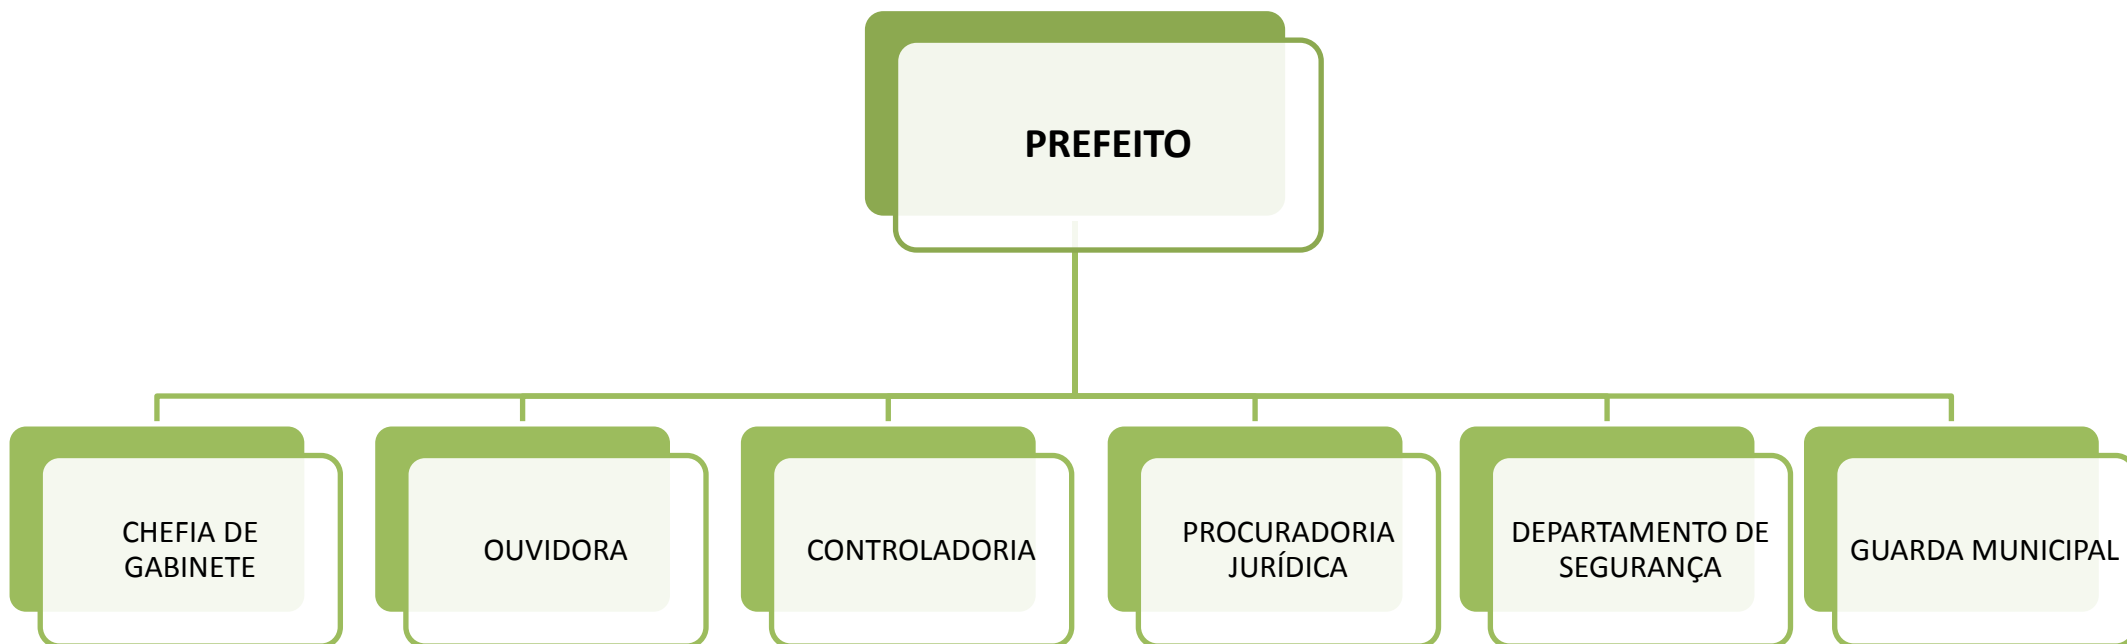 PREFEITO
CHEFIA DE
GABINETE
OUVIDORA
CONTROLADORIA
PROCURADORIA
JURÍDICA
DEPARTAMENTO DE
SEGURANÇA
GUARDA MUNICIPAL